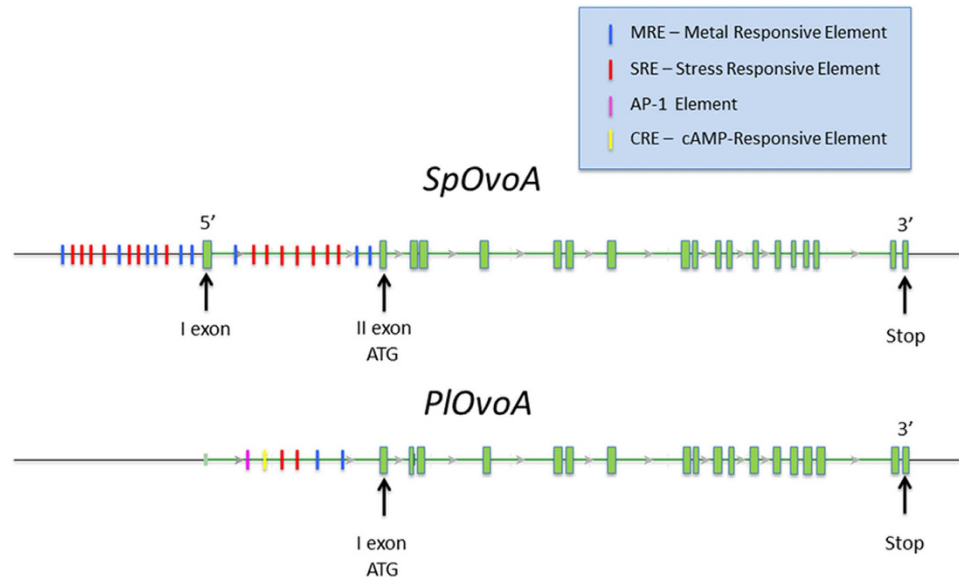 MRE – Metal Responsive Element
SRE – Stress Responsive Element
AP-1 Element
CRE – cAMP-Responsive Element
SpOvoA
5’
3’
I exon
II exon
ATG
Stop
PlOvoA
3’
I exon
ATG
Stop